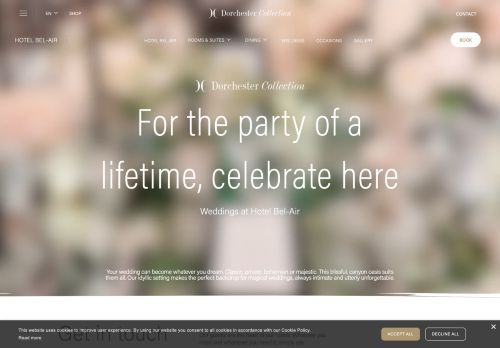 EN
SHOP
Dorchester Collection
CONTACT
HOTEL BEL-AIR
HOTEL BEL-AIR
ROOMS & SUITES
DINING
WELLNESS
OCCASIONS
GALLERY
BOOK
Dorchester Collection
For the party of a
lifetime, celebrate here
Weddings at Hotel Bel-Air
Your wedding can become whatever you dream. Classic, private, bohemian or majestic. This blissful canyon oasis suits
them all. Our idyllic setting makes the perfect backdrop for magical weddings, always intimate and utterly unforgettable.
Get in touch
This website uses cookies to improve user experience. By using our website you consent to all cookies in accordance with our Cookie Policy.
Read more
ACCEPT ALL
DECLINE ALL